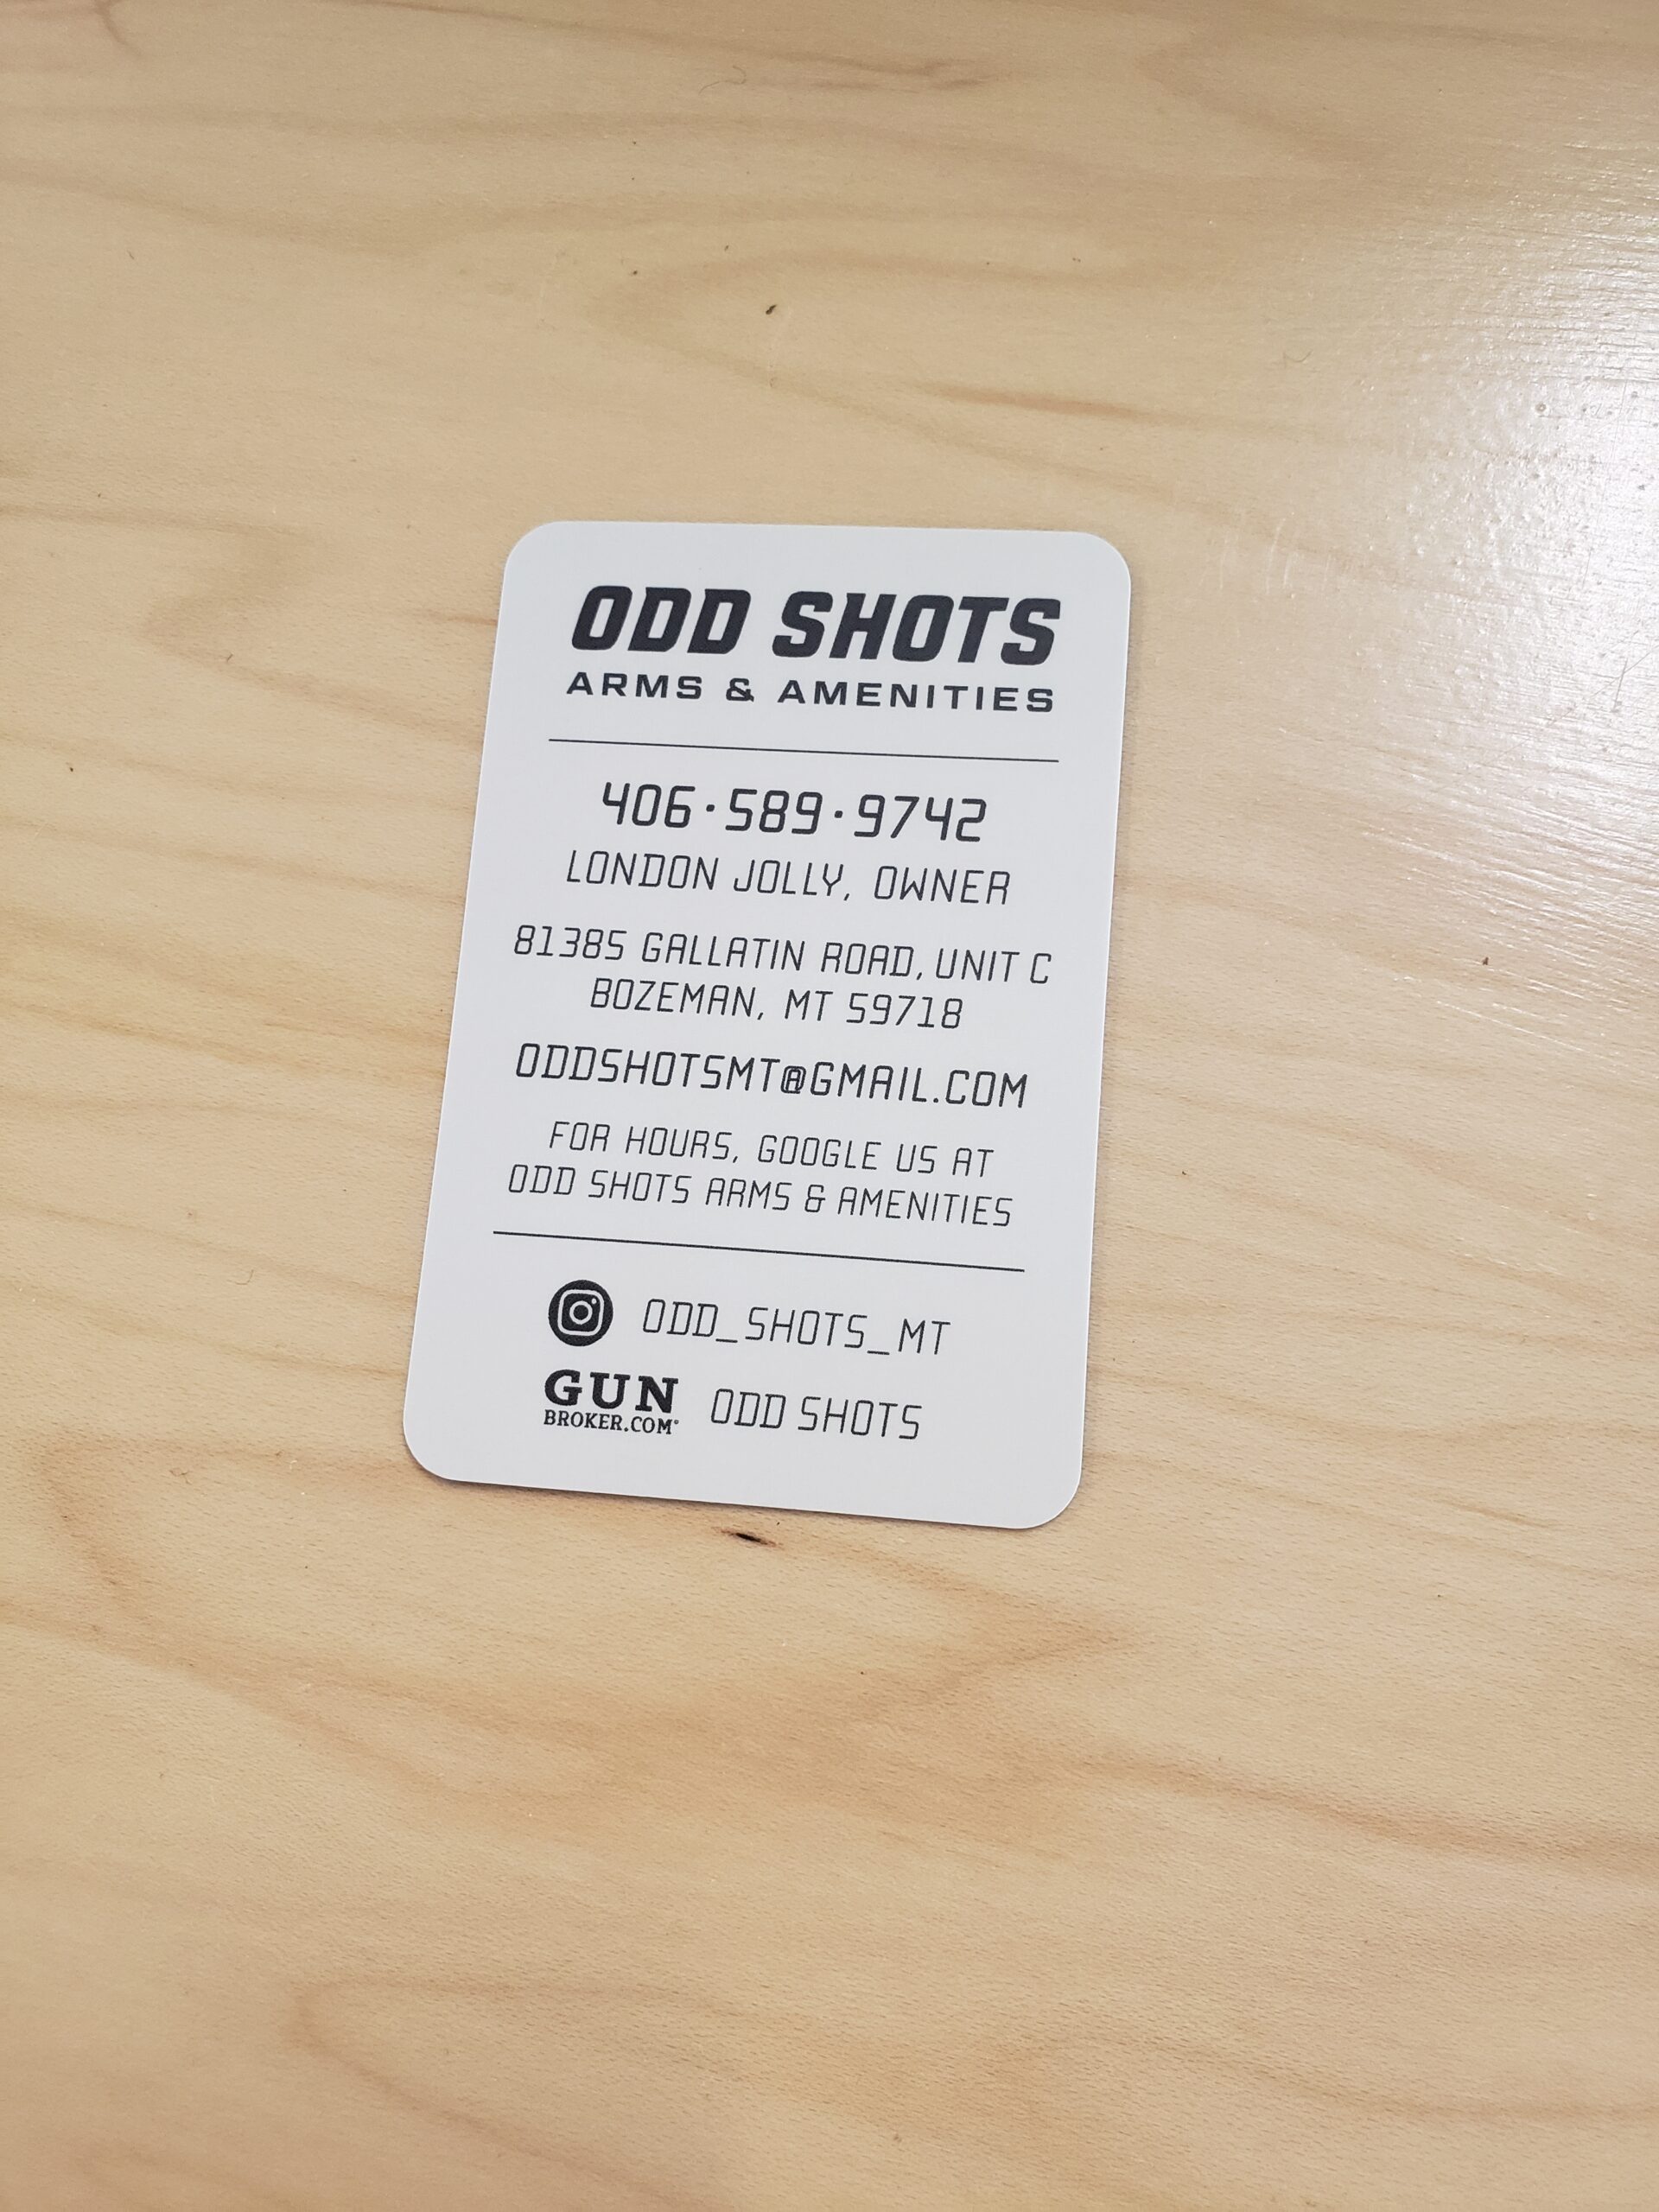 ODD SHOTS
ARMS & AMENITIES
406·589·9742
LONDON JOLLY, OWNER
81385 GALLATIN ROAD, UNIT C
BOZEMAN, MT 59718
ODDSHOTSMT@GMAIL.COM
FOR HOURS, GOOGLE US AT
ODD SHOTS ARMS & AMENITIES
ODD_SHOTS_MT
GUN
BROKER.COM® ODD SHOTS